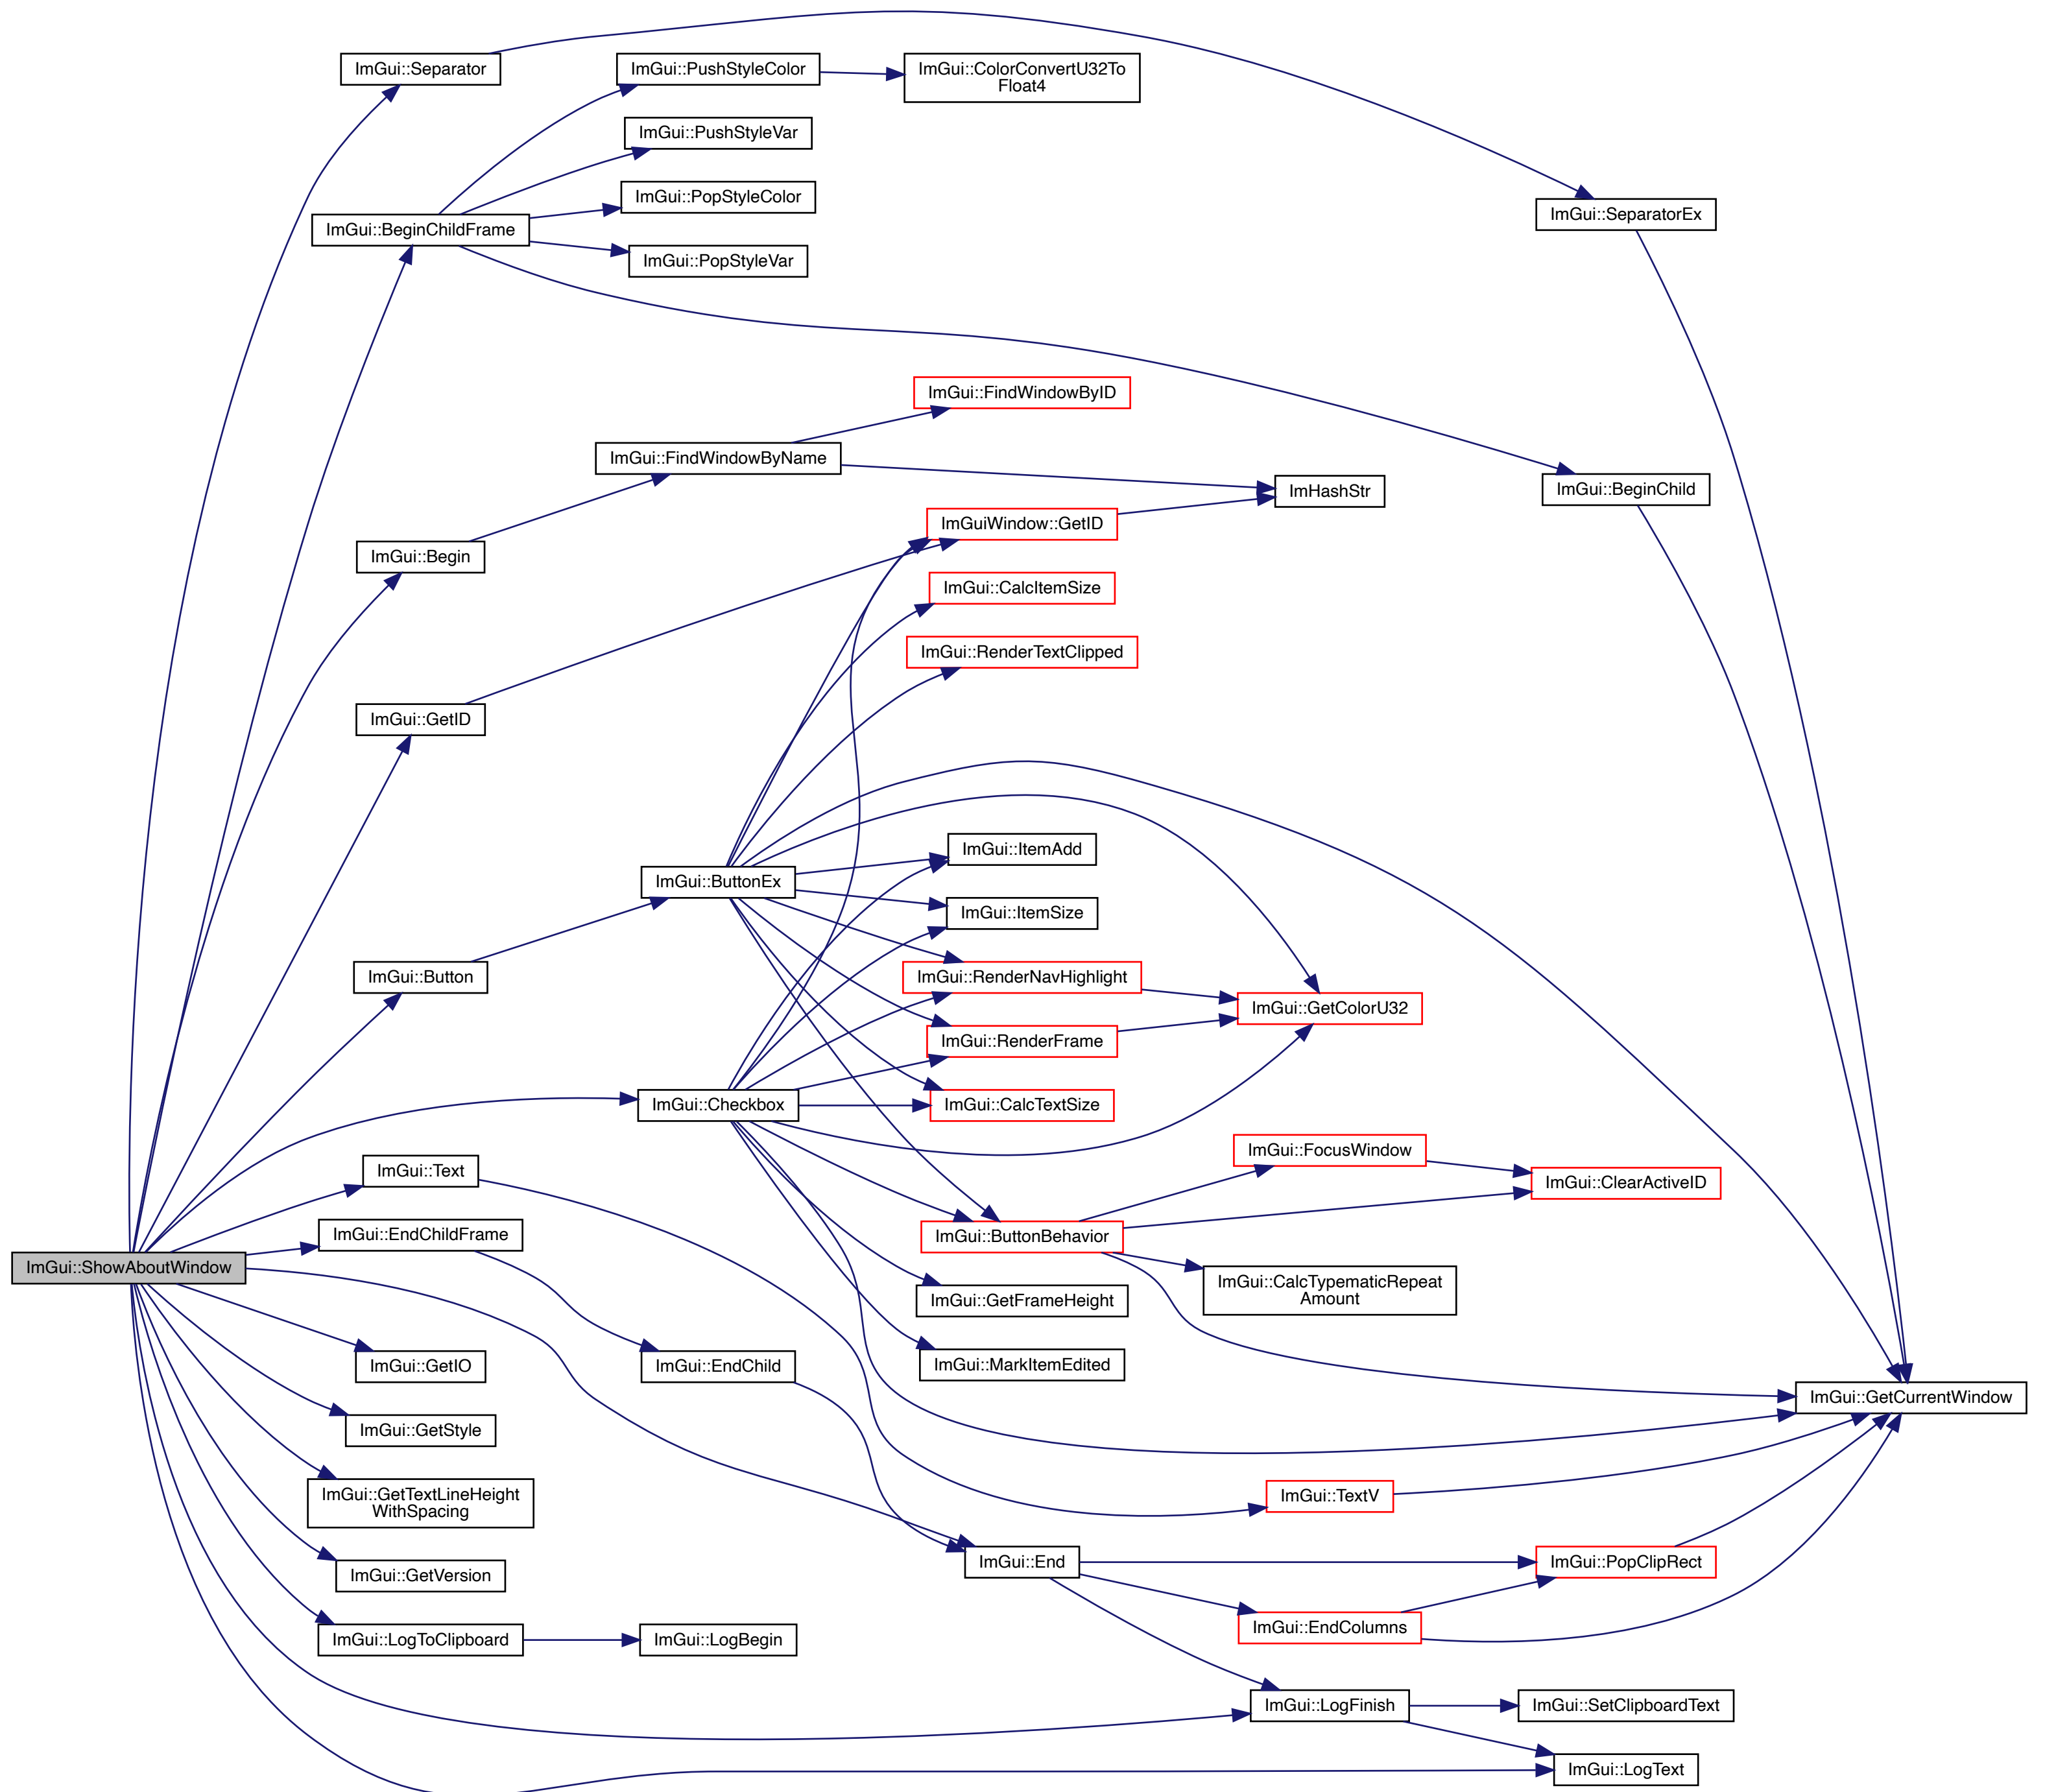 ImGui::Separator
ImGui::PushStyleColor
ImGui::ColorConvertU32To
Float4
ImGui::PushStyleVar
ImGui::PopStyleColor
ImGui::SeparatorEx
ImGui::BeginChildFrame
ImGui::PopStyleVar
ImGui::FindWindowByID
ImGui::FindWindowByName
ImHashStr
ImGui::BeginChild
ImGuiWindow::GetID
ImGui::Begin
ImGui::CalcItemSize
ImGui::RenderTextClipped
ImGui::GetID
ImGui::ItemAdd
ImGui::ButtonEx
ImGui::ItemSize
ImGui::Button
ImGui::RenderNavHighlight
ImGui::GetColorU32
ImGui::RenderFrame
ImGui::Checkbox
ImGui::CalcTextSize
ImGui::FocusWindow
ImGui::Text
ImGui::ClearActiveID
ImGui::EndChildFrame
ImGui::ButtonBehavior
ImGui::ShowAboutWindow
ImGui::CalcTypematicRepeat
Amount
ImGui::GetFrameHeight
ImGui::GetIO
ImGui::EndChild
ImGui::MarkItemEdited
ImGui::GetCurrentWindow
ImGui::GetStyle
ImGui::GetTextLineHeight
WithSpacing
ImGui::TextV
ImGui::End
ImGui::PopClipRect
ImGui::GetVersion
ImGui::EndColumns
ImGui::LogToClipboard
ImGui::LogBegin
ImGui::LogFinish
ImGui::SetClipboardText
ImGui::LogText